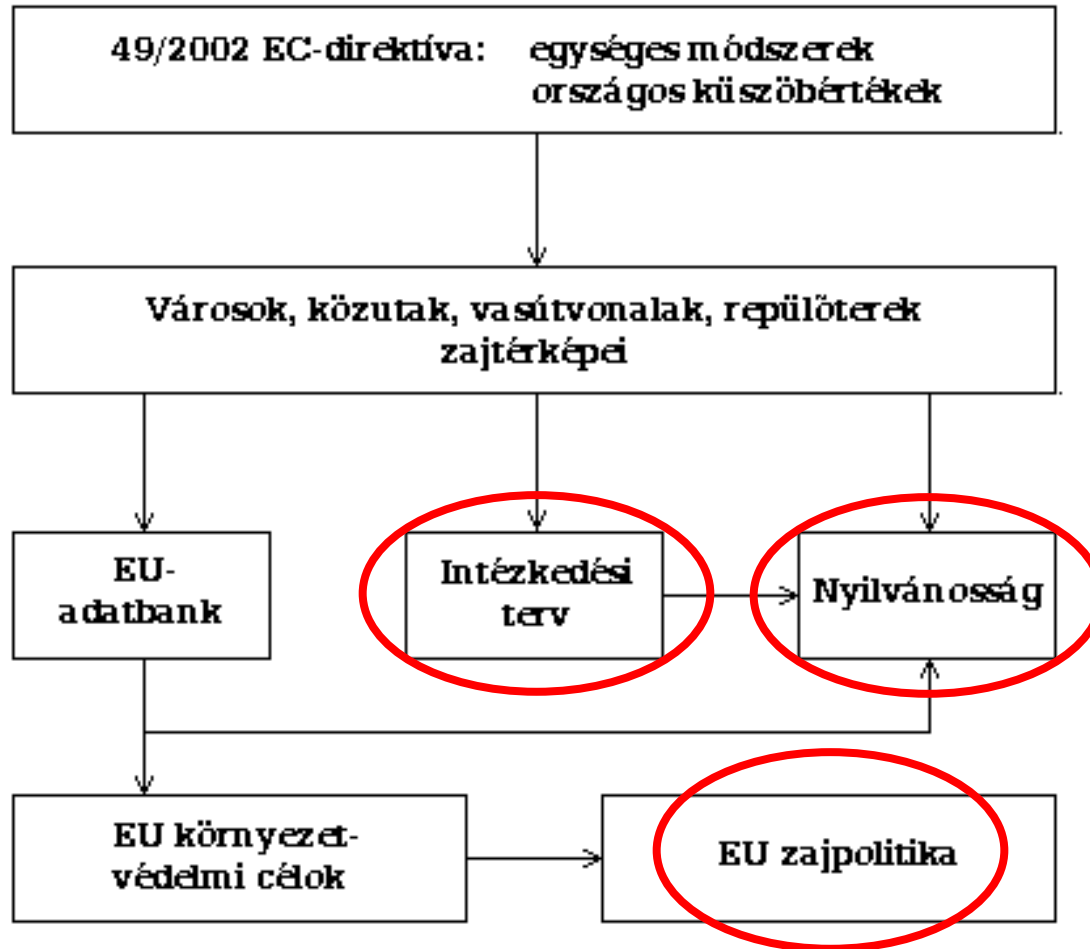 49/2002 EC-direktíva: egységes módszerek
országos küszöbértékek
Városok, közutak, vasútvonalak, repülõterek
zajtérképei
EU-
adatbank
Intézkedési
terv
Nyilvánosság
EU környezet-
védelmi célok
EU zajpolitika